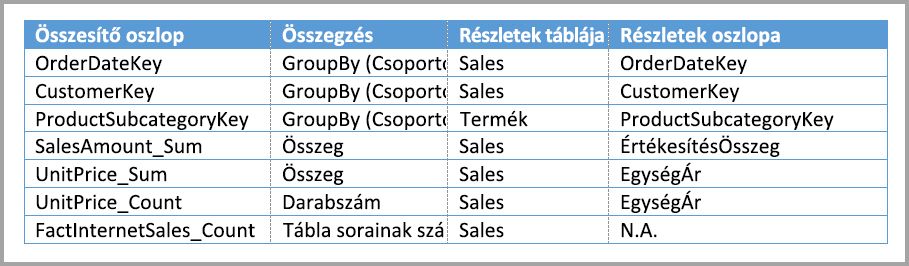 Összesítő oszlop Összegzés Részletek táblája Részletek oszlopa
OrderDateKey GroupBy (Csoporto Sales OrderDateKey
CustomerKey GroupBy (Csoporto Sales CustomerKey
ProductSubcategoryKey GroupBy (Csoporto Termék ProductSubcategoryKey
SalesAmount_Sum Összeg Sales ÉrtékesítésÖsszeg
UnitPrice_Sum Összeg Sales EgységÁr
UnitPrice_Count Darabszám Sales EgységÁr
FactInternetSales_Count Tábla sorainak szá Sales N.A.